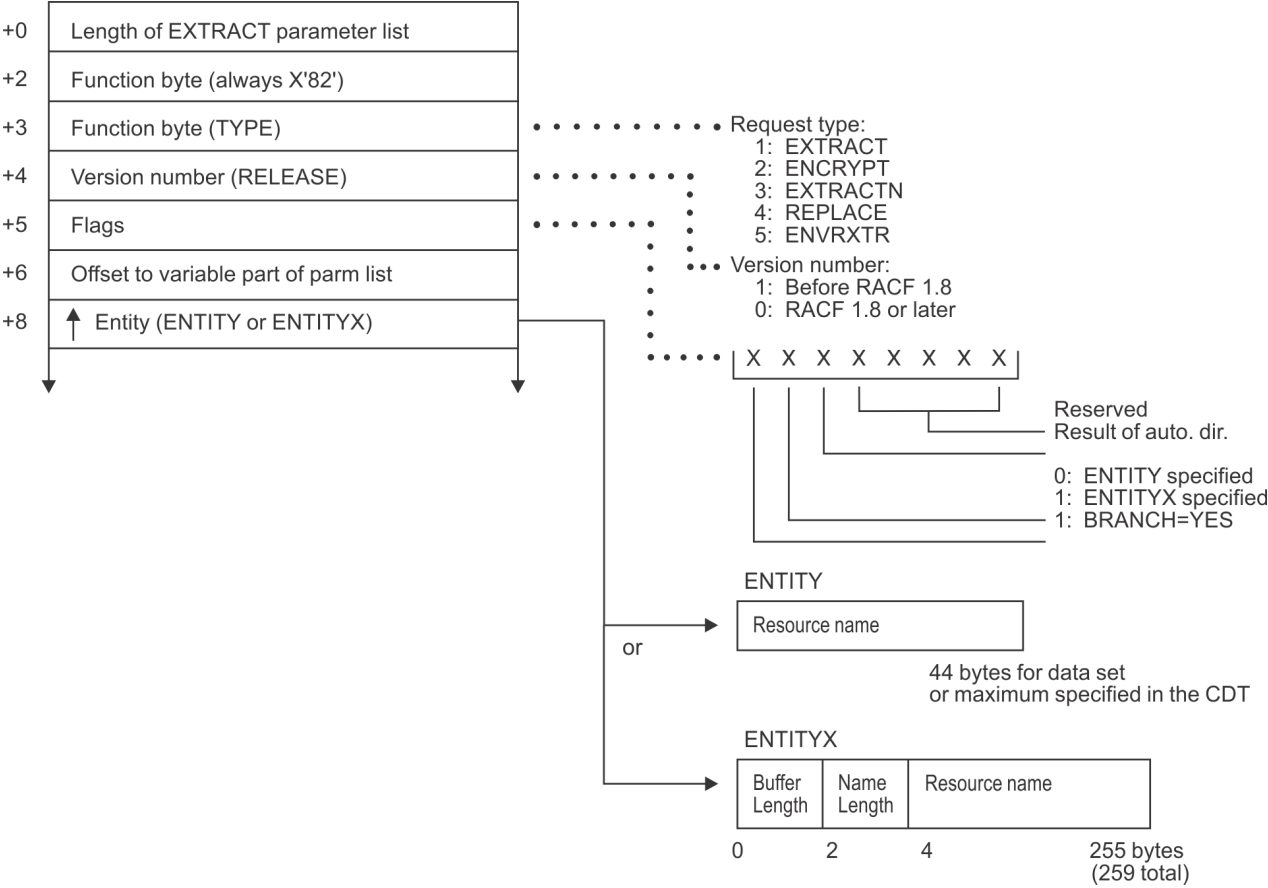 +0 Length of EXTRACT parameter list
+2 Function byte (always X'82')
+3 Function byte (TYPE)
+4 Version number (RELEASE)
+5 Flags
+6 Offset to variable part of parm list
+8 Entity (ENTITY or ENTITYX)
Request type:
1: EXTRACT
2: ENCRYPT
3: EXTRACTN
4: REPLACE
5: ENVRXTR
Version number:
1: Before RACF 1.8
0: RACF 1.8 or later
X X X X X X X X
Reserved
Result of auto. dir.
0: ENTITY specified
1: ENTITYX specified
1: BRANCH=YES
or
ENTITY
Resource name
44 bytes for data set
or maximum specified in the CDT
ENTITYX
Buffer Length
Name Length
Resource name
0 2 4 255 bytes
(259 total)